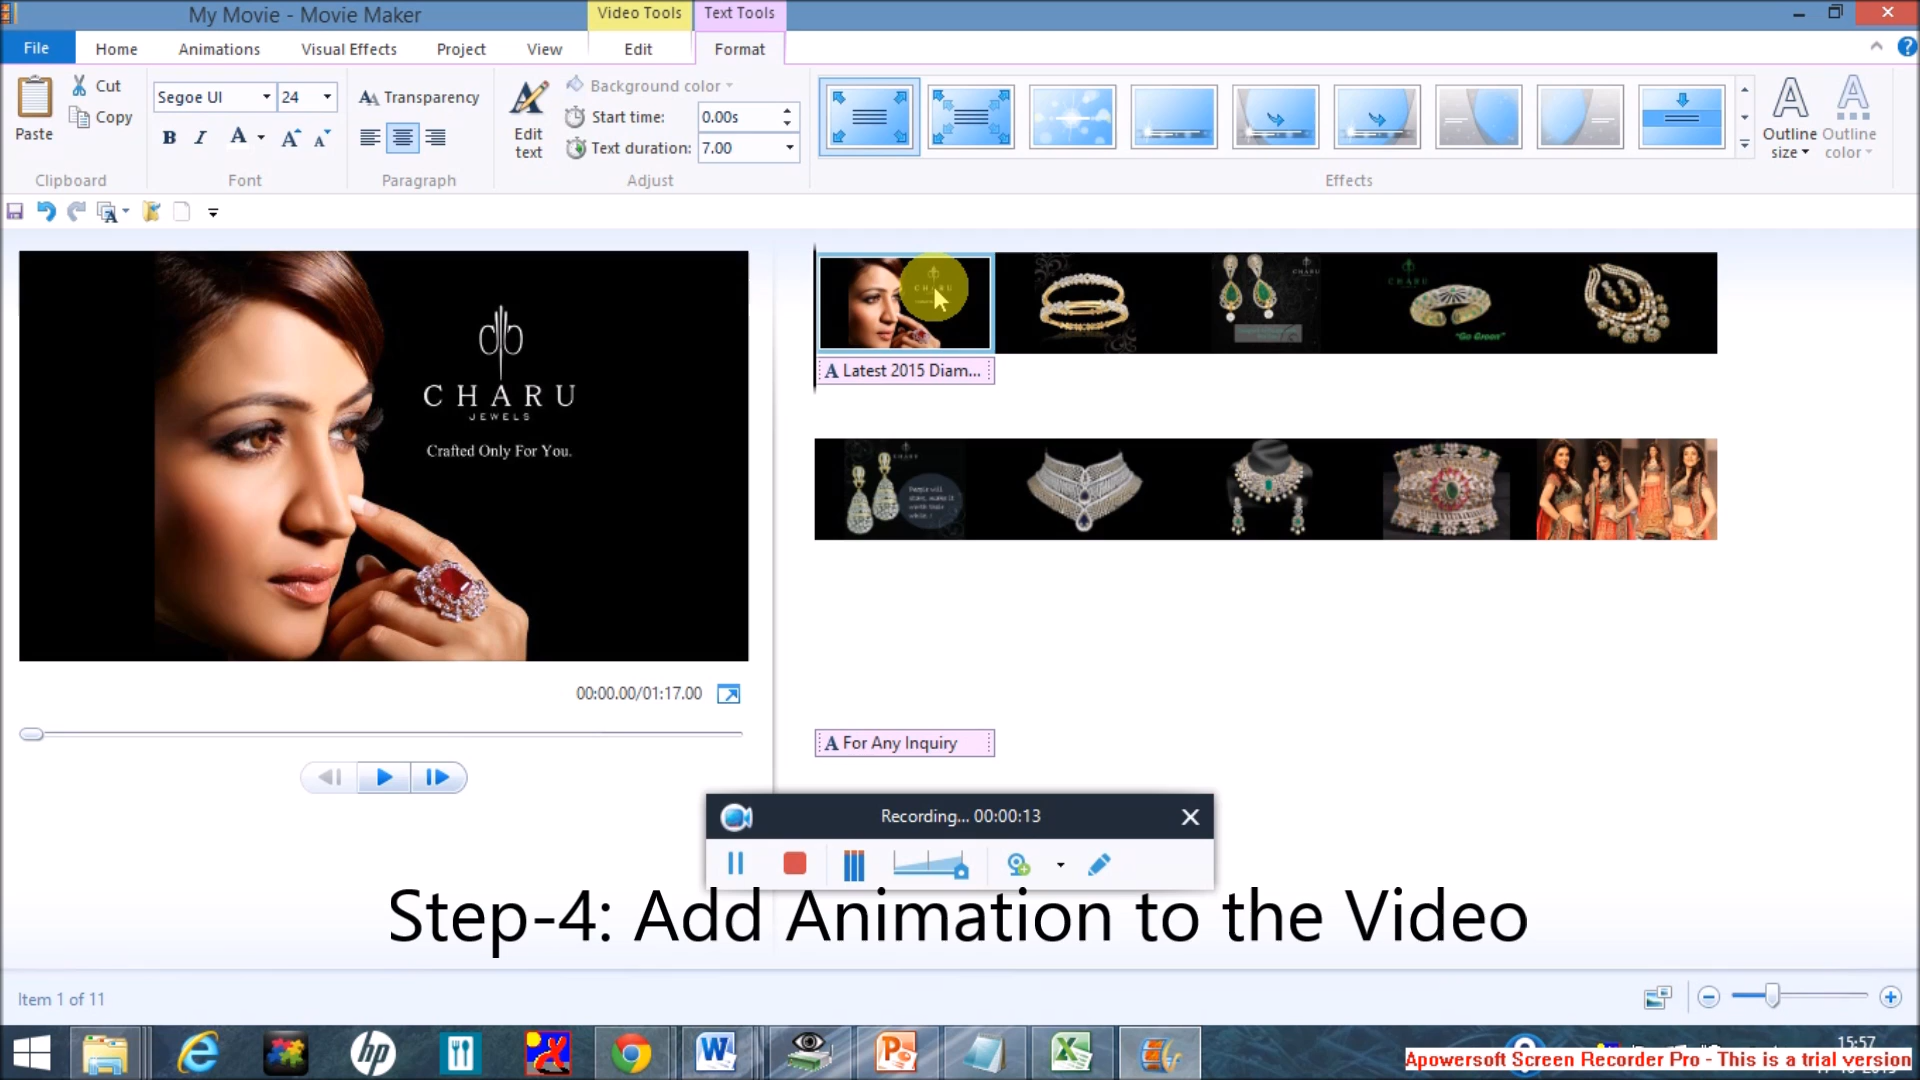 My Movie - Movie Maker
Video Tools
Text Tools
File
Home
Animations
Visual Effects
Project
View
Edit
Format
Paste
Cut
Copy
Clipboard
Segoe UI
24
B I A A A
Font
Transparency
Paragraph
Edit
text
Background color
Start time:
0.00s
Text duration:
7.00
Adjust
Effects
Outline
size
Outline
color
CHARU
JEWELS
Crafted Only For You.
00:00.00/01:17.00
CHARU
"Go Green"
A Latest 2015 Diam...
A For Any Inquiry
Recording... 00:00:13
Step-4: Add Animation to the Video
Item 1 of 11
15:57
Apowersoft Screen Recorder Pro - This is a trial version